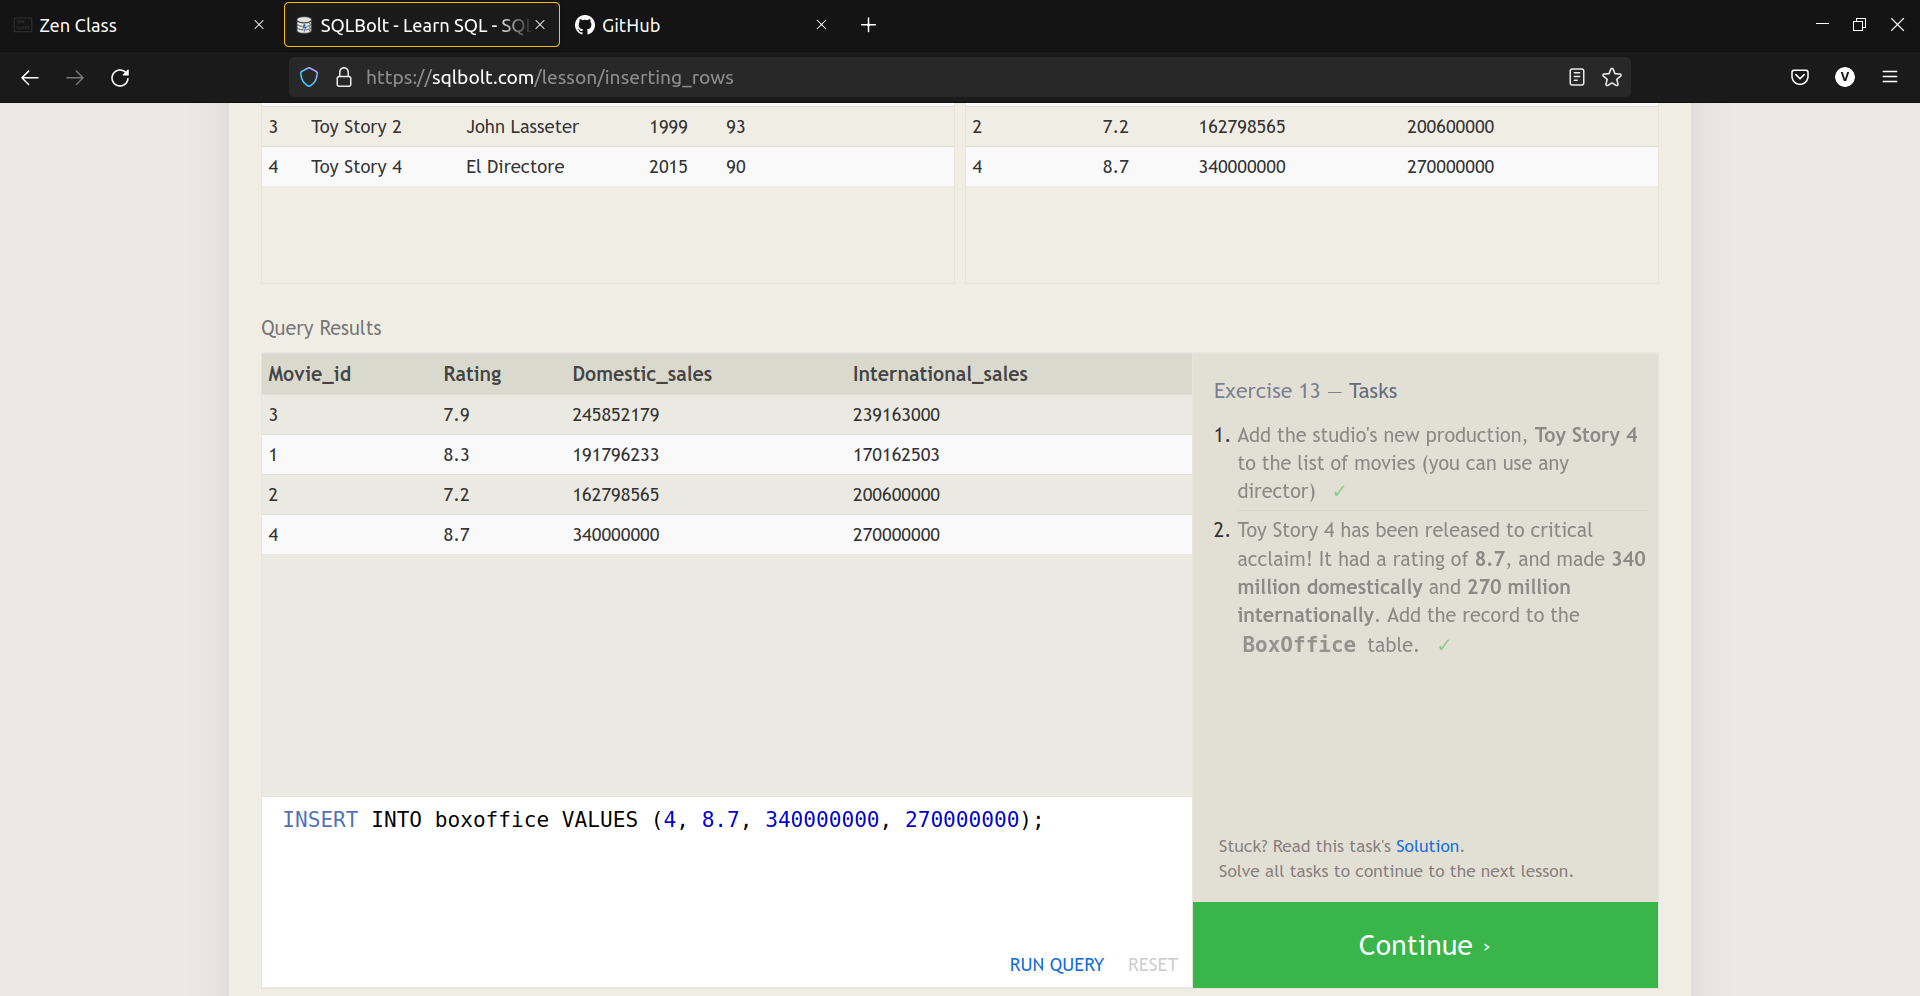 Zen Class
SQLBolt - Learn SQL - SQL
GitHub
https://sqlbolt.com/lesson/inserting_rows
V
3 Toy Story 2 John Lasseter 1999 93
4 Toy Story 4 El Directore 2015 90
2 7.2 162798565 200600000
4 8.7 340000000 270000000
Query Results
Movie_id Rating Domestic_sales International_sales
3 7.9 245852179 239163000
1 8.3 191796233 170162503
2 7.2 162798565 200600000
4 8.7 340000000 270000000
INSERT INTO boxoffice VALUES (4, 8.7, 340000000, 270000000);
RUN QUERY RESET
Exercise 13 — Tasks
1. Add the studio's new production, Toy Story 4
to the list of movies (you can use any
director) ✓
2. Toy Story 4 has been released to critical
acclaim! It had a rating of 8.7, and made 340
million domestically and 270 million
internationally. Add the record to the
BoxOffice table. ✓
Stuck? Read this task's Solution.
Solve all tasks to continue to the next lesson.
Continue ›